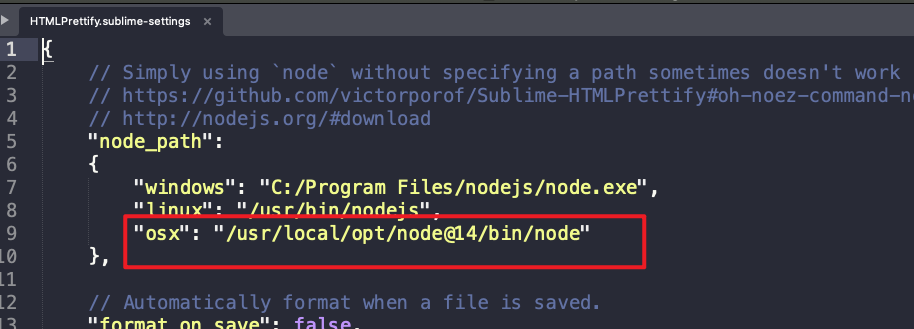 HTMLPrettify.sublime-settings ×
1 {
2 // Simply using `node` without specifying a path sometimes doesn't work
3 // https://github.com/victorporof/Sublime-HTMLPrettify#oh-noez-command-no
4 // http://nodejs.org/#download
5 "node_path":
6 {
7 "windows": "C:/Program Files/nodejs/node.exe",
8 "linux": "/usr/bin/nodejs",
9 "osx": "/usr/local/opt/node@14/bin/node"
10 },
11
12 // Automatically format when a file is saved.
13 "format_on_save": false,